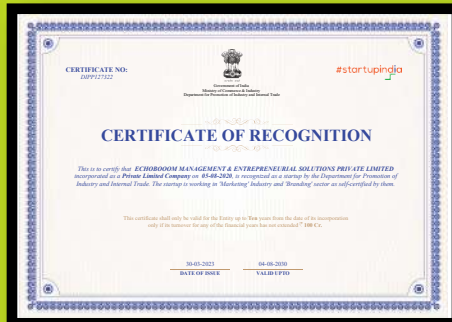 CERTIFICATE NO:
DIPP127322
#startupindia
Government of India
Ministry of Commerce & Industry
Department for Promotion of Industry and Internal Trade
CERTIFICATE OF RECOGNITION
This is to certify that ECHOBOOOM MANAGEMENT & ENTREPRENEURIAL SOLUTIONS PRIVATE LIMITED
incorporated as a Private Limited Company on 05-08-2020, is recognized as a startup by the Department for Promotion of
Industry and Internal Trade. The startup is working in 'Marketing' Industry and 'Branding' sector as self-certified by them.
This certificate shall only be valid for the Entity up to Ten years from the date of its incorporation
only if its turnover for any of the financial years has not exceeded 100 Cr.
30-03-2023
04-08-2030
DATE OF ISSUE
VALID UPTO